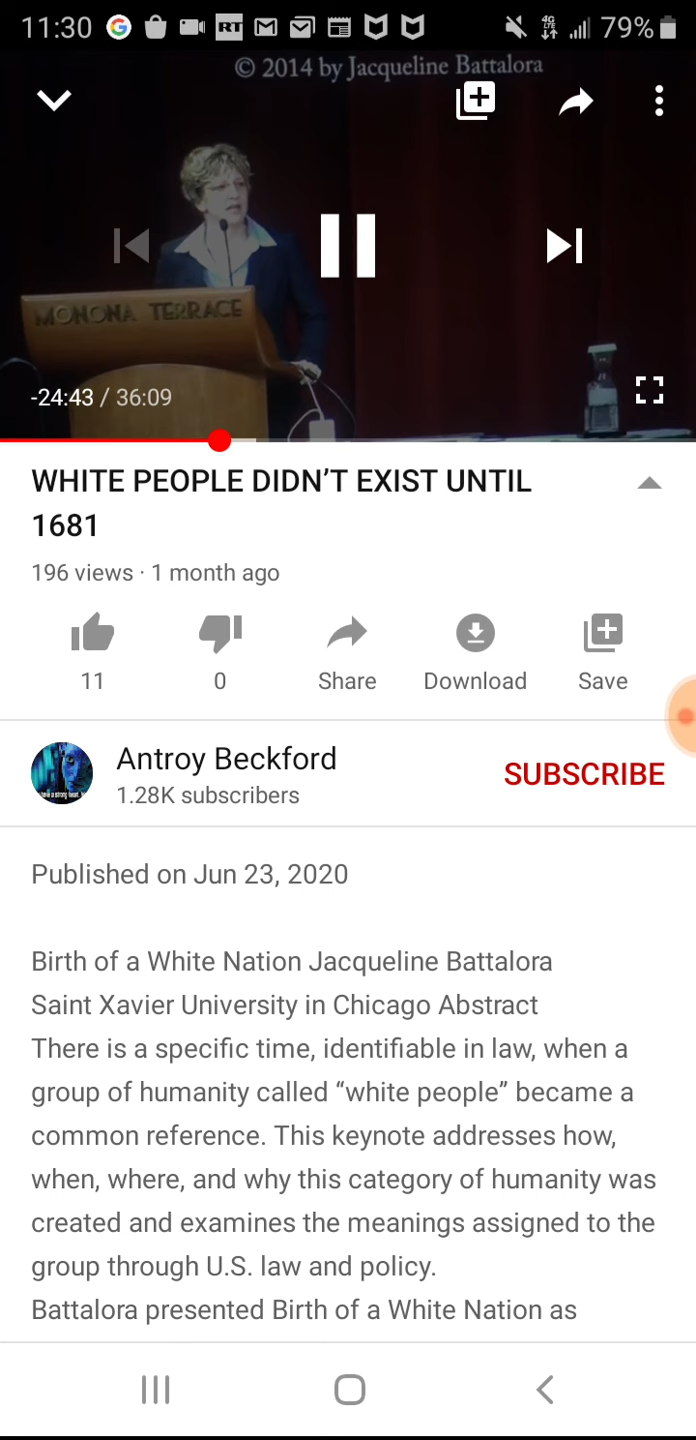 11:30 RT 4G LTE 79%
© 2014 by Jacqueline Battalora
MONONA TERRACE
-24:43 / 36:09
WHITE PEOPLE DIDN’T EXIST UNTIL
1681
196 views · 1 month ago
11 0 Share Download Save
Antroy Beckford
1.28K subscribers
SUBSCRIBE
Published on Jun 23, 2020
Birth of a White Nation Jacqueline Battalora
Saint Xavier University in Chicago Abstract
There is a specific time, identifiable in law, when a
group of humanity called “white people” became a
common reference. This keynote addresses how,
when, where, and why this category of humanity was
created and examines the meanings assigned to the
group through U.S. law and policy.
Battalora presented Birth of a White Nation as